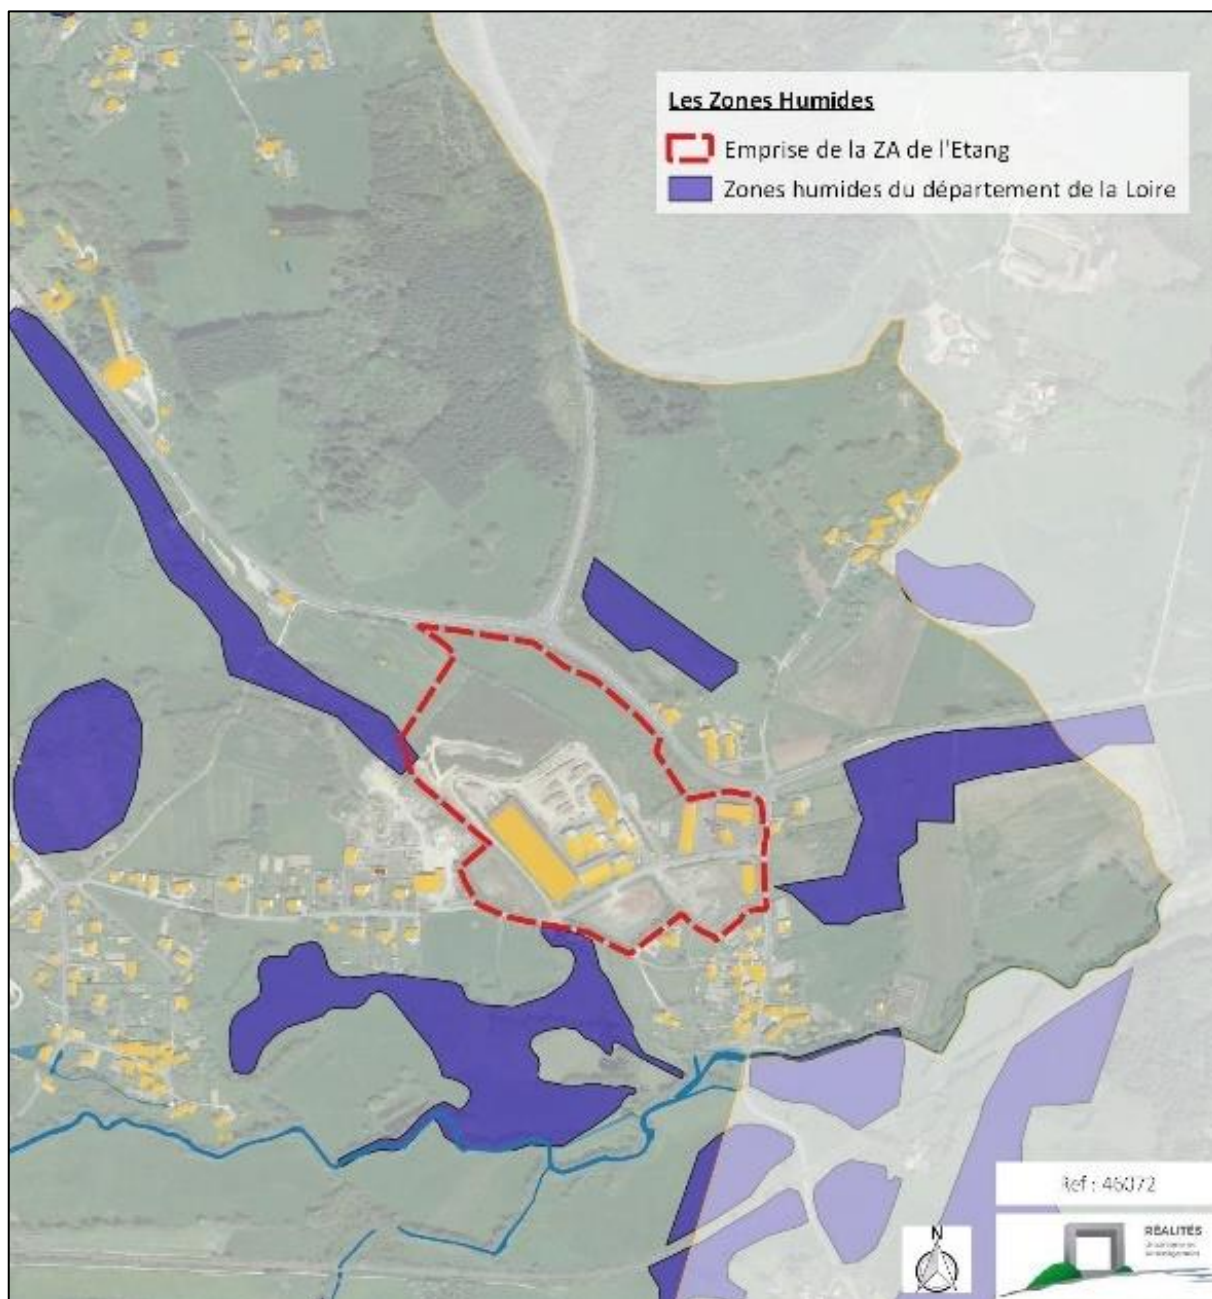 Les Zones Humides
Emprise de la ZA de l'Etang
Zones humides du département de la Loire
Ref : 46072
N
RÉALITÉS